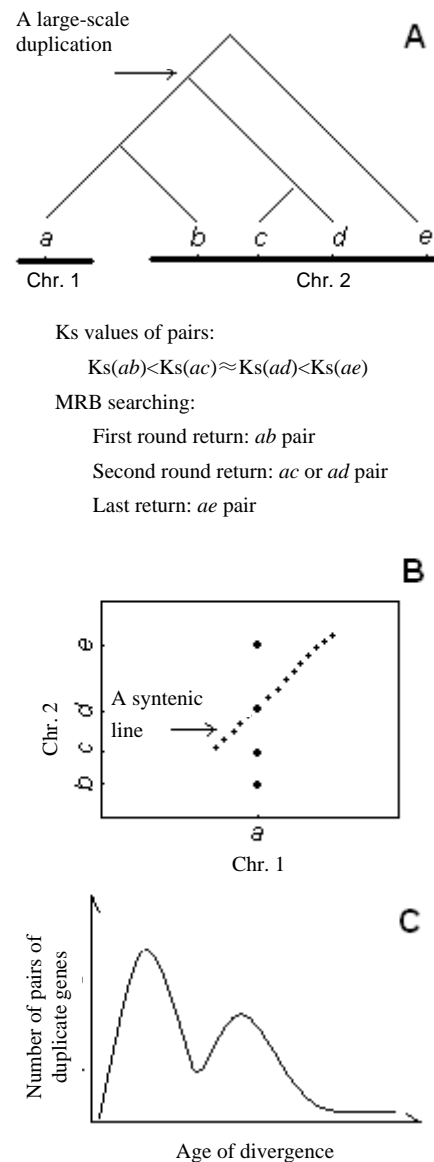 A large-scale
duplication
A
a b c d e
Chr. 1 Chr. 2
Ks values of pairs:
Ks(ab)<Ks(ac)≈Ks(ad)<Ks(ae)
MRB searching:
First round return: ab pair
Second round return: ac or ad pair
Last return: ae pair
B
e
d
c
b
Chr. 2
A syntenic
line
a
Chr. 1
C
Number of pairs of
duplicate genes
Age of divergence